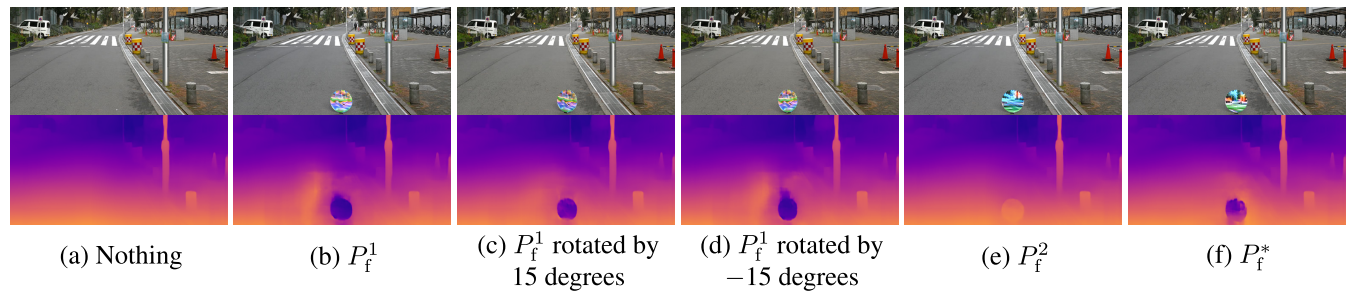 (a) Nothing
(b) P_f^1
(c) P_f^1 rotated by
15 degrees
(d) P_f^1 rotated by
−15 degrees
(e) P_f^2
(f) P_f^*